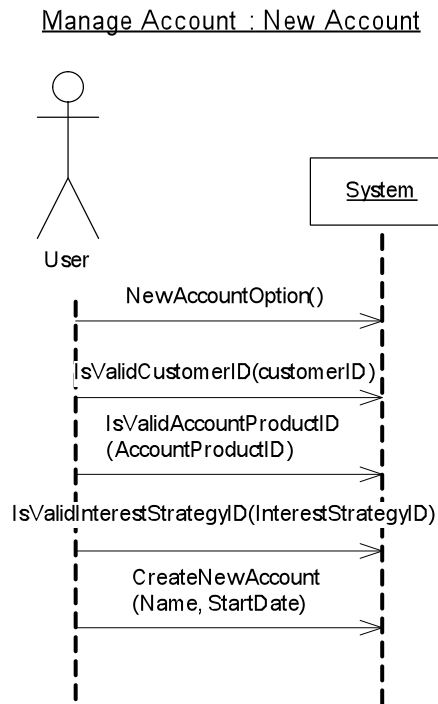 Manage Account : New Account
System
User
NewAccountOption()
IsValidCustomerID(customerID)
IsValidAccountProductID
(AccountProductID)
IsValidInterestStrategyID(InterestStrategyID)
CreateNewAccount
(Name, StartDate)